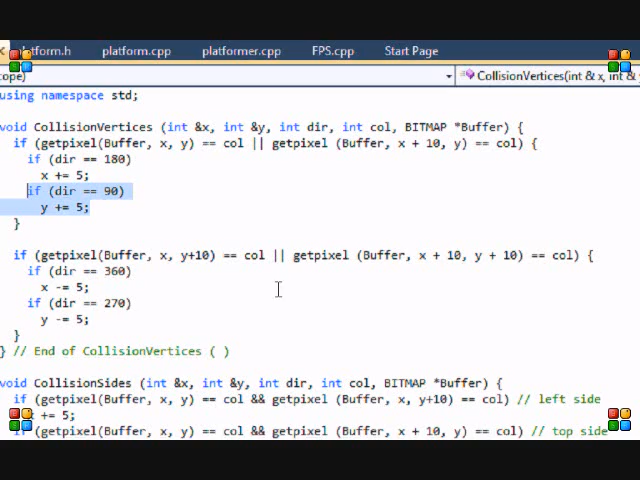 tform.h platform.cpp platformer.cpp FPS.cpp Start Page
cope) CollisionVertices(int & x, int & y
using namespace std;
void CollisionVertices (int &x, int &y, int dir, int col, BITMAP *Buffer) {
if (getpixel(Buffer, x, y) == col || getpixel (Buffer, x + 10, y) == col) {
if (dir == 180)
x += 5;
if (dir == 90)
y += 5;
}
if (getpixel(Buffer, x, y+10) == col || getpixel (Buffer, x + 10, y + 10) == col) {
if (dir == 360)
x -= 5;
if (dir == 270)
y -= 5;
}
} // End of CollisionVertices ( )
void CollisionSides (int &x, int &y, int dir, int col, BITMAP *Buffer) {
if (getpixel(Buffer, x, y) == col && getpixel (Buffer, x, y+10) == col) // left side
+= 5;
if (getpixel(Buffer, x, y) == col && getpixel (Buffer, x + 10, y) == col) // top side